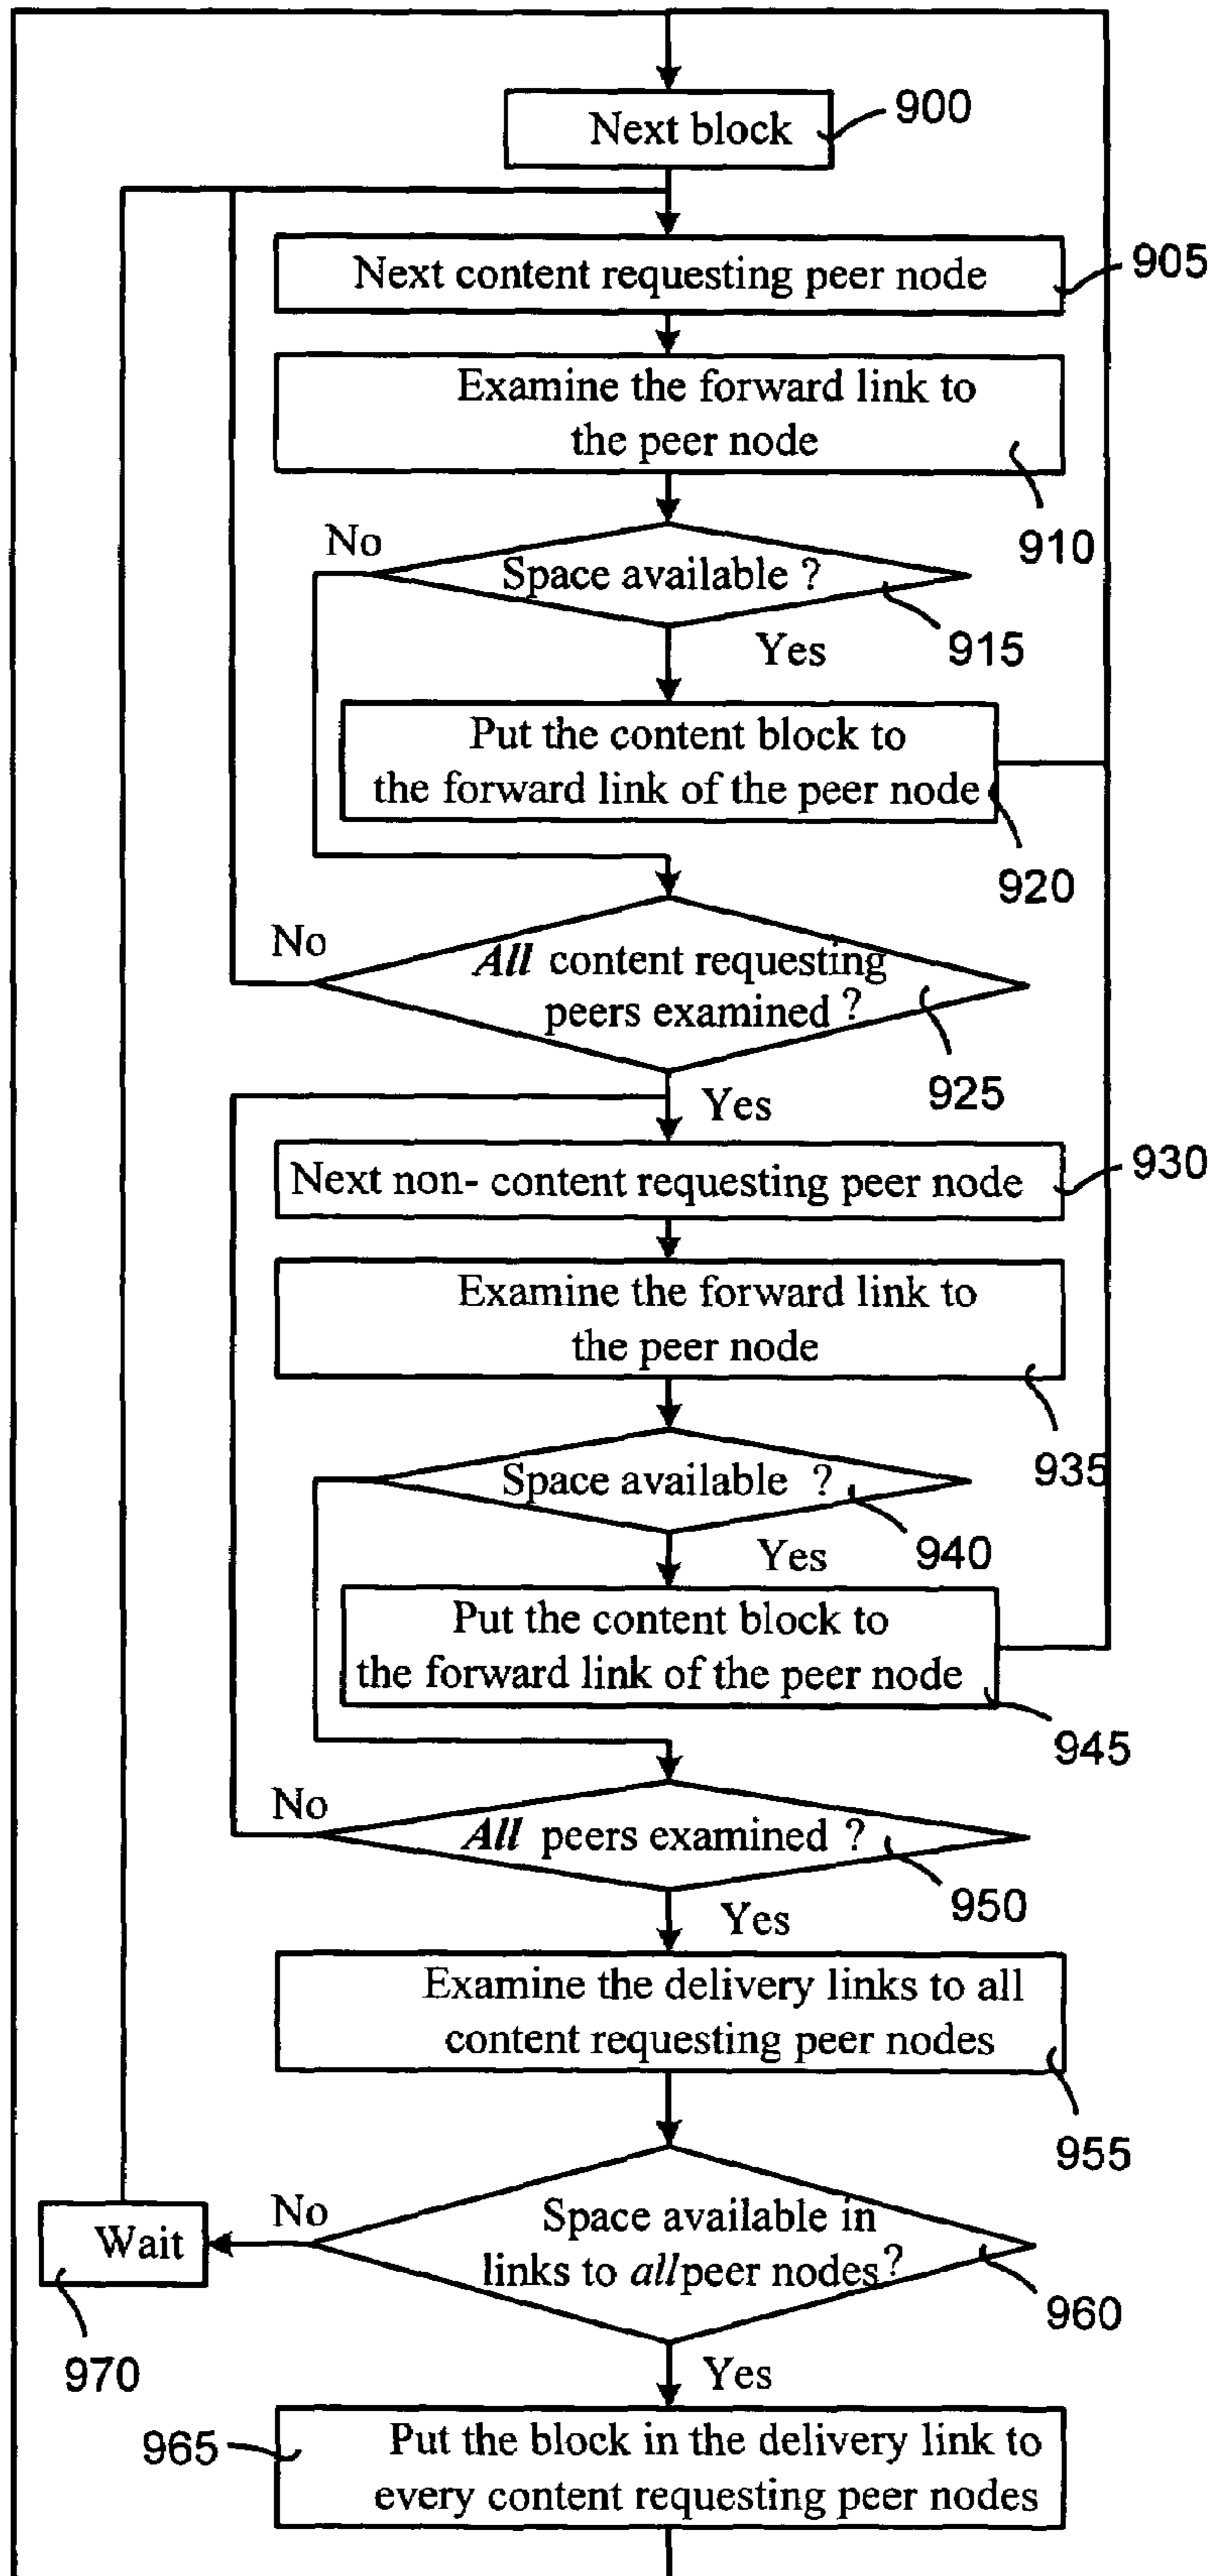 Next block
900
Next content requesting peer node
905
Examine the forward link to
the peer node
910
No
Space available ?
915
Yes
Put the content block to
the forward link of the peer node
920
No
All content requesting
peers examined ?
925
Yes
Next non- content requesting peer node
930
Examine the forward link to
the peer node
935
Space available ?
940
Yes
Put the content block to
the forward link of the peer node
945
No
All peers examined ?
950
Yes
Examine the delivery links to all
content requesting peer nodes
955
No
Wait
970
Space available in
links to all peer nodes?
960
Yes
965
Put the block in the delivery link to
every content requesting peer nodes